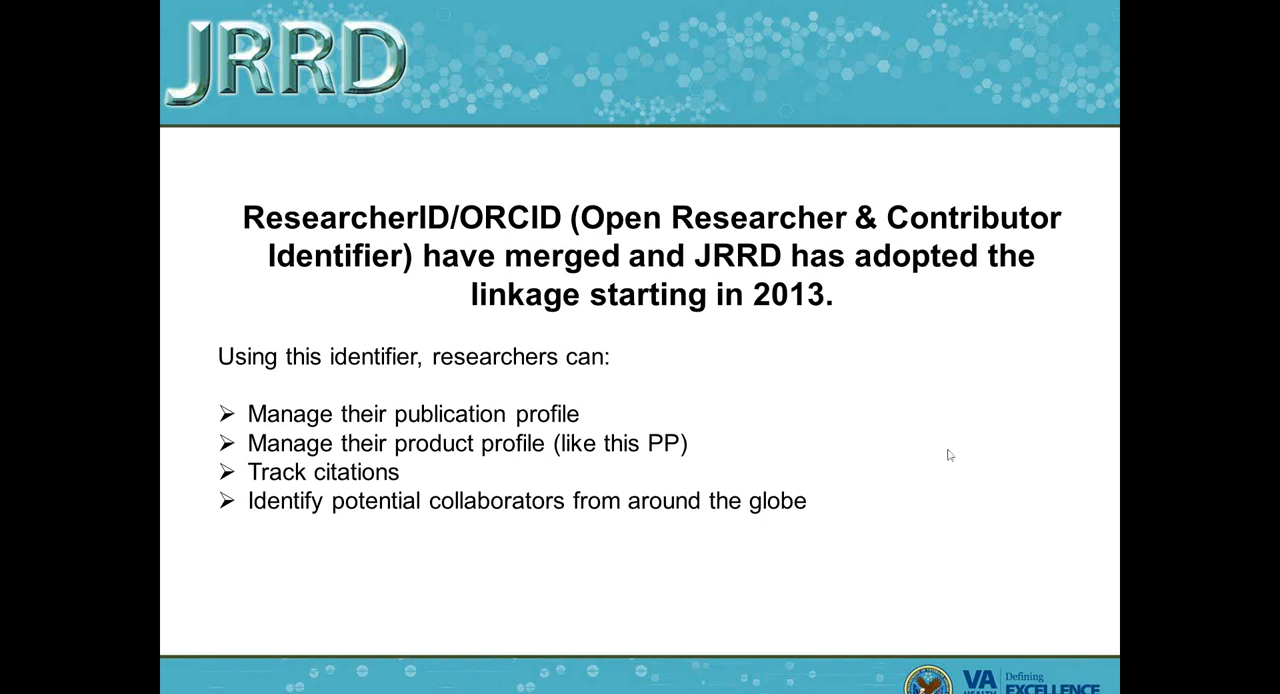 JRRD
ResearcherID/ORCID (Open Researcher & Contributor
Identifier) have merged and JRRD has adopted the
linkage starting in 2013.
Using this identifier, researchers can:
➢ Manage their publication profile
➢ Manage their product profile (like this PP)
➢ Track citations
➢ Identify potential collaborators from around the globe
VA
HEALTH
Defining
EXCELLENCE